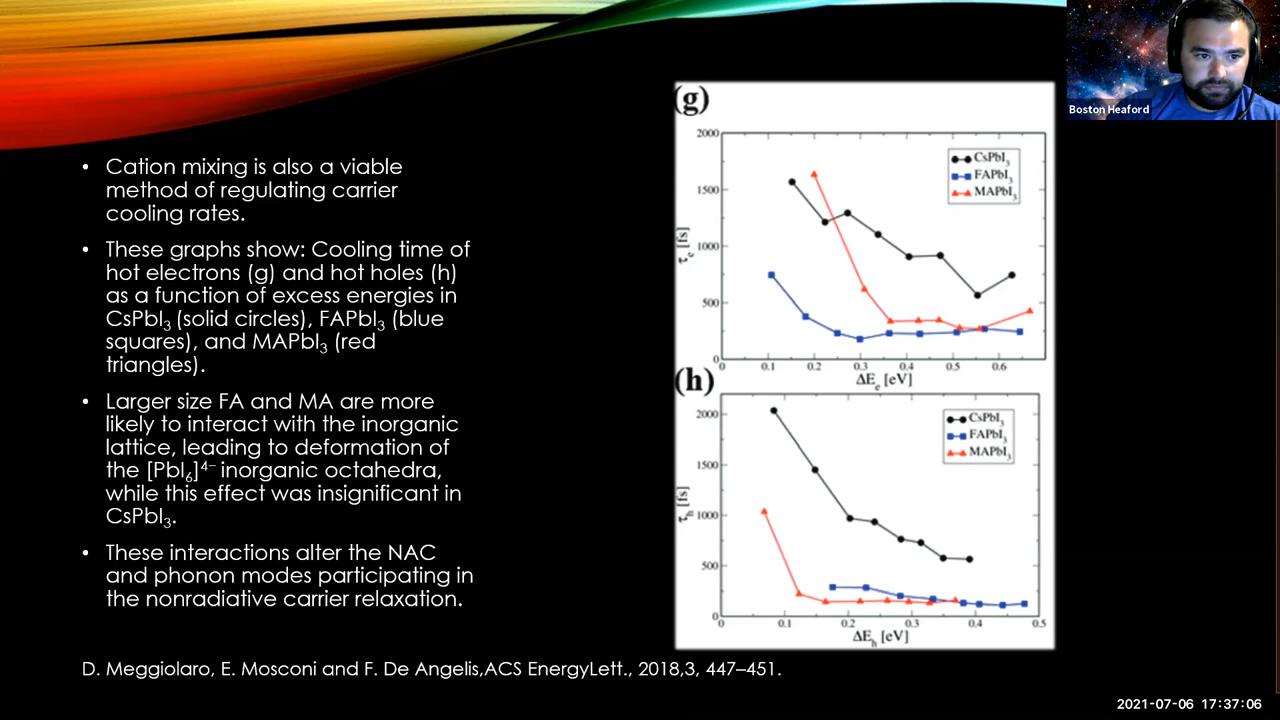 Boston Heaford
• Cation mixing is also a viable
method of regulating carrier
cooling rates.
• These graphs show: Cooling time of
hot electrons (g) and hot holes (h)
as a function of excess energies in
CsPbI₃ (solid circles), FAPbI₃ (blue
squares), and MAPbI₃ (red
triangles).
• Larger size FA and MA are more
likely to interact with the inorganic
lattice, leading to deformation of
the [PbI₆]⁴⁻ inorganic octahedra,
while this effect was insignificant in
CsPbI₃.
• These interactions alter the NAC
and phonon modes participating in
the nonradiative carrier relaxation.
(g)
2000
1500
1000
500
0
τₑ [fs]
CsPbI₃
FAPbI₃
MAPbI₃
0 0.1 0.2 0.3 0.4 0.5 0.6
ΔEₑ [eV]
(h)
2000
1500
1000
500
0
τₕ [fs]
CsPbI₃
FAPbI₃
MAPbI₃
0 0.1 0.2 0.3 0.4 0.5
ΔEₕ [eV]
D. Meggiolaro, E. Mosconi and F. De Angelis,ACS EnergyLett., 2018,3, 447–451.
2021-07-06 17:37:06